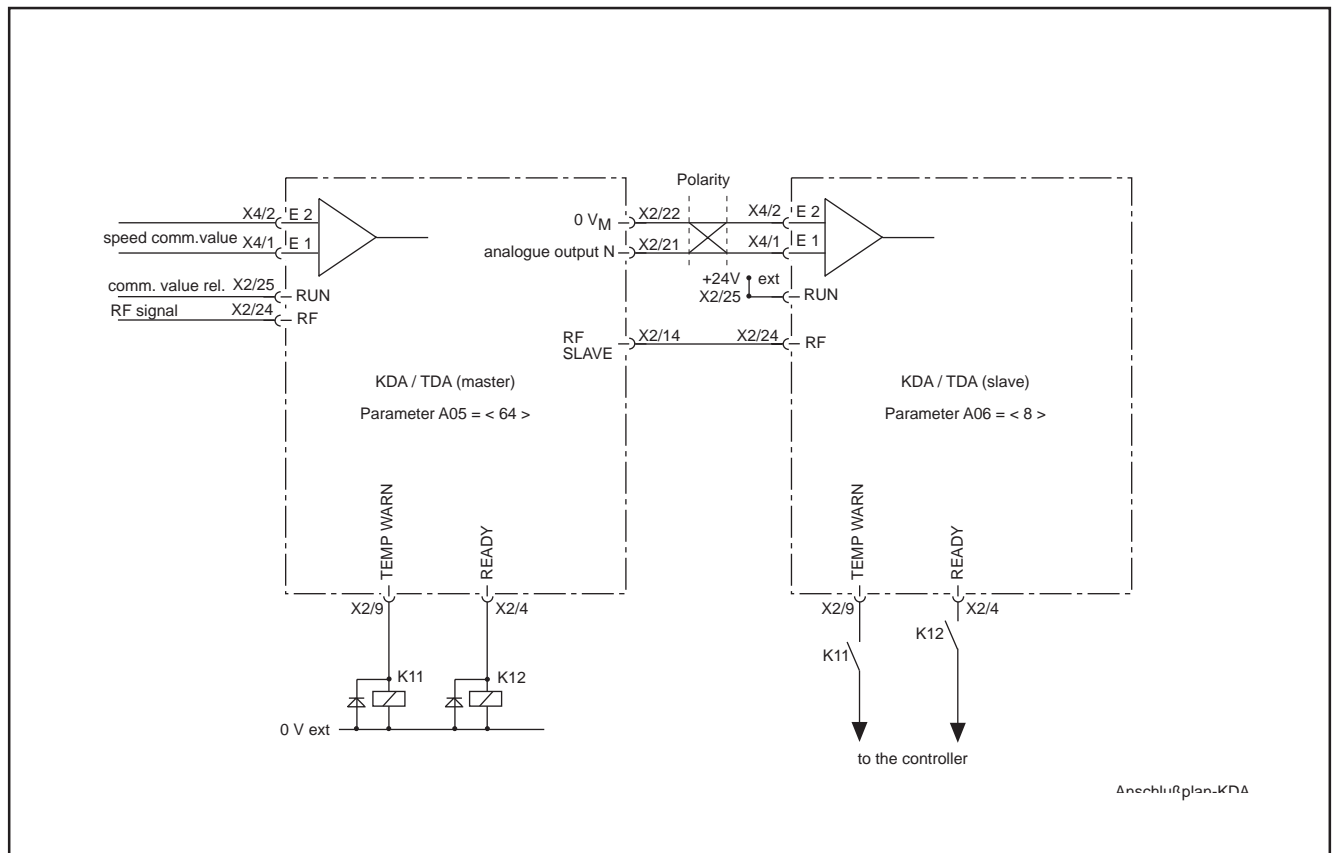 Polarity
X4/2 E 2
speed comm.value
X4/1 E 1
comm. value rel. X2/25 RUN
RF signal X2/24 RF
0 VM X2/22 X4/2 E 2
analogue output N X2/21 X4/1 E 1
+24V ext
X2/25 RUN
RF SLAVE X2/14 X2/24 RF
KDA / TDA (master)
Parameter A05 = < 64 >
KDA / TDA (slave)
Parameter A06 = < 8 >
TEMP WARN
READY
TEMP WARN
READY
X2/9 X2/4
X2/9 X2/4
K11 K12
K11 K12
0 V ext
to the controller
Anschlußplan-KDA